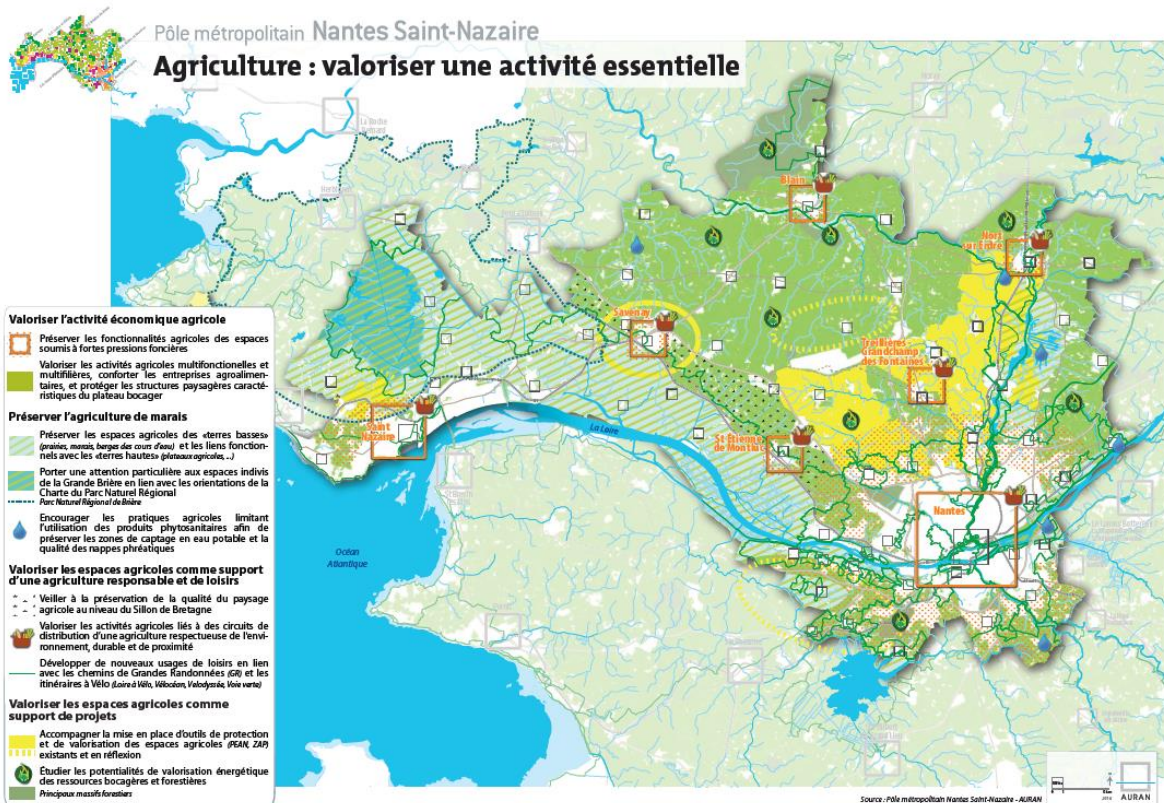 Pôle métropolitain Nantes Saint-Nazaire
Agriculture : valoriser une activité essentielle
La Roche
Bernard
Blain
Nort
sur Erdre
Savenay
Treillières
Grandchamp
des Fontaines
Saint
Nazaire
La Loire
St Étienne
de Montluc
Nantes
Océan
Atlantique
Valoriser l'activité économique agricole
Préserver les fonctionnalités agricoles des espaces
soumis à fortes pressions foncières
Valoriser les activités agricoles multifonctionelles et
multifilières, conforter les entreprises agroalimen-
taires, et protéger les structures paysagères caracté-
ristiques du plateau bocager
Préserver l'agriculture de marais
Préserver les espaces agricoles des «terres basses»
(prairies, marais, berges des cours d'eau) et les liens fonction-
nels avec les «terres hautes» (plateaux agricoles, ...)
Porter une attention particulière aux espaces indivis
de la Grande Brière en lien avec les orientations de la
Charte du Parc Naturel Régional
Parc Naturel Régional de Brière
Encourager les pratiques agricoles limitant
l'utilisation des produits phytosanitaires afin de
préserver les zones de captage en eau potable et la
qualité des nappes phréatiques
Valoriser les espaces agricoles comme support
d'une agriculture responsable et de loisirs
Veiller à la préservation de la qualité du paysage
agricole au niveau du Sillon de Bretagne
Valoriser les activités agricoles liés à des circuits de
distribution d'une agriculture respectueuse de l'envi-
ronnement, durable et de proximité
Développer de nouveaux usages de loisirs en lien
avec les chemins de Grandes Randonnées (GR) et les
itinéraires à Vélo (Loire à Vélo, Vélocéan, Velodyssée, Voie verte)
Valoriser les espaces agricoles comme
support de projets
Accompagner la mise en place d'outils de protection
et de valorisation des espaces agricoles (PEAN, ZAP)
existants et en réflexion
Étudier les potentialités de valorisation énergétique
des ressources bocagères et forestières
Principaux massifs forestiers
Source : Pôle métropolitain Nantes Saint-Nazaire - AURAN
AURAN